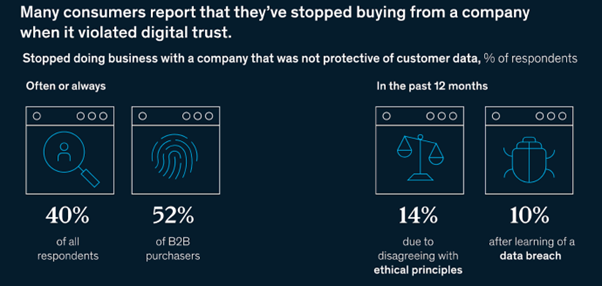 Many consumers report that they've stopped buying from a company
when it violated digital trust.
Stopped doing business with a company that was not protective of customer data, % of respondents
Often or always
In the past 12 months
40%
of all
respondents
52%
of B2B
purchasers
14%
due to
disagreeing with
ethical principles
10%
after learning of a
data breach